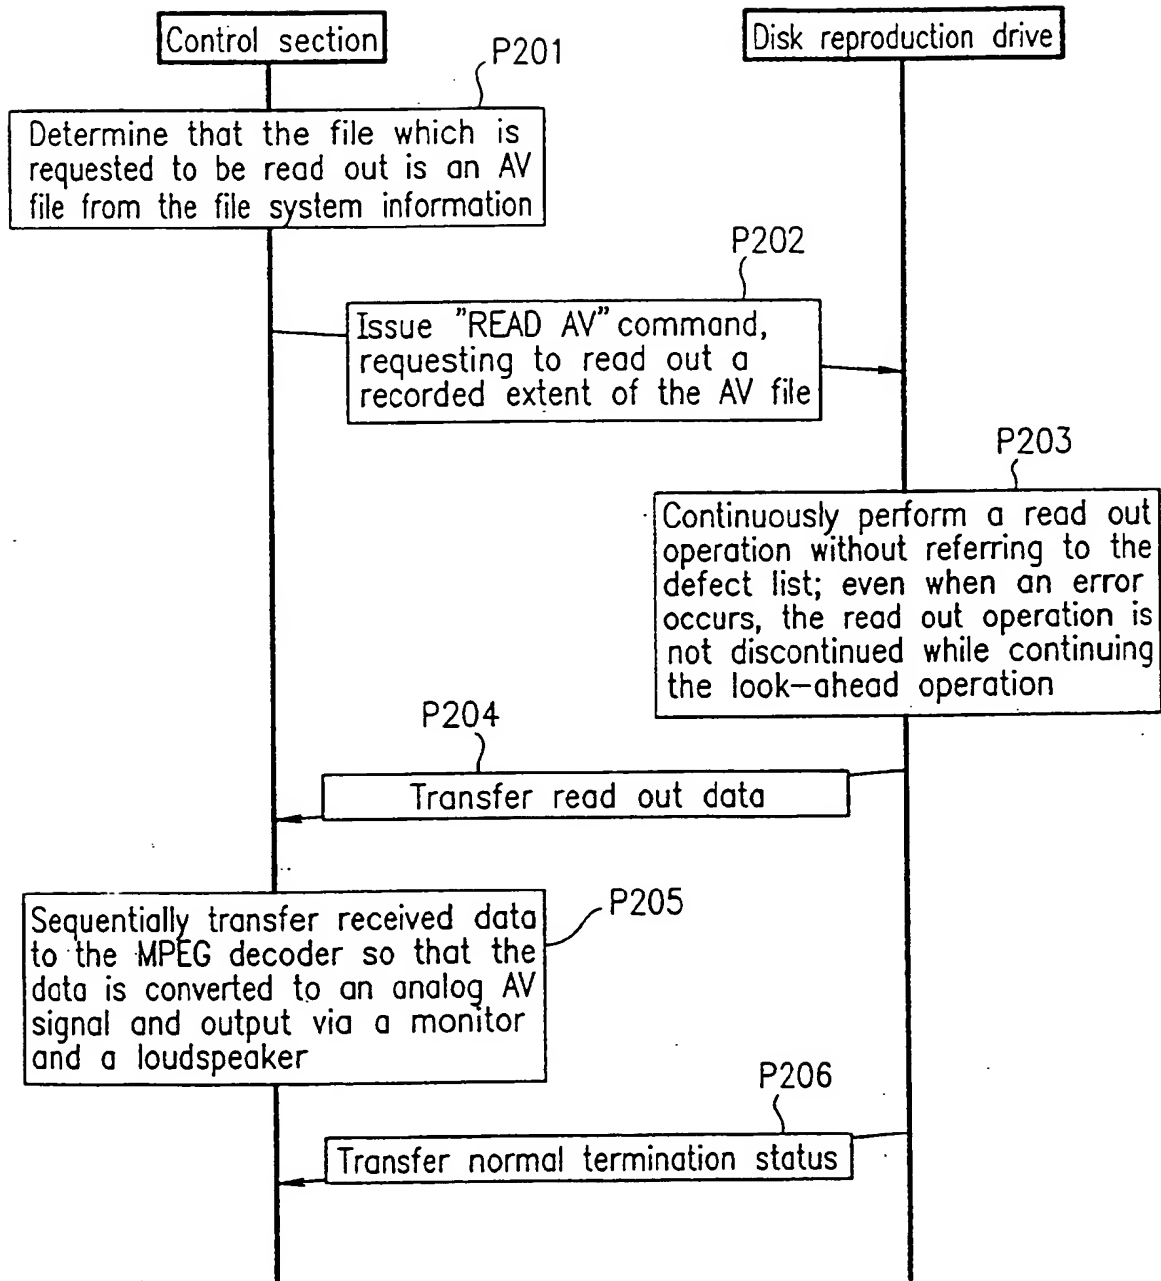 Control section
Disk reproduction drive
P201
Determine that the file which is
requested to be read out is an AV
file from the file system information
P202
Issue "READ AV" command,
requesting to read out a
recorded extent of the AV file
P203
Continuously perform a read out
operation without referring to the
defect list; even when an error
occurs, the read out operation is
not discontinued while continuing
the look-ahead operation
P204
Transfer read out data
P205
Sequentially transfer received data
to the MPEG decoder so that the
data is converted to an analog AV
signal and output via a monitor
and a loudspeaker
P206
Transfer normal termination status